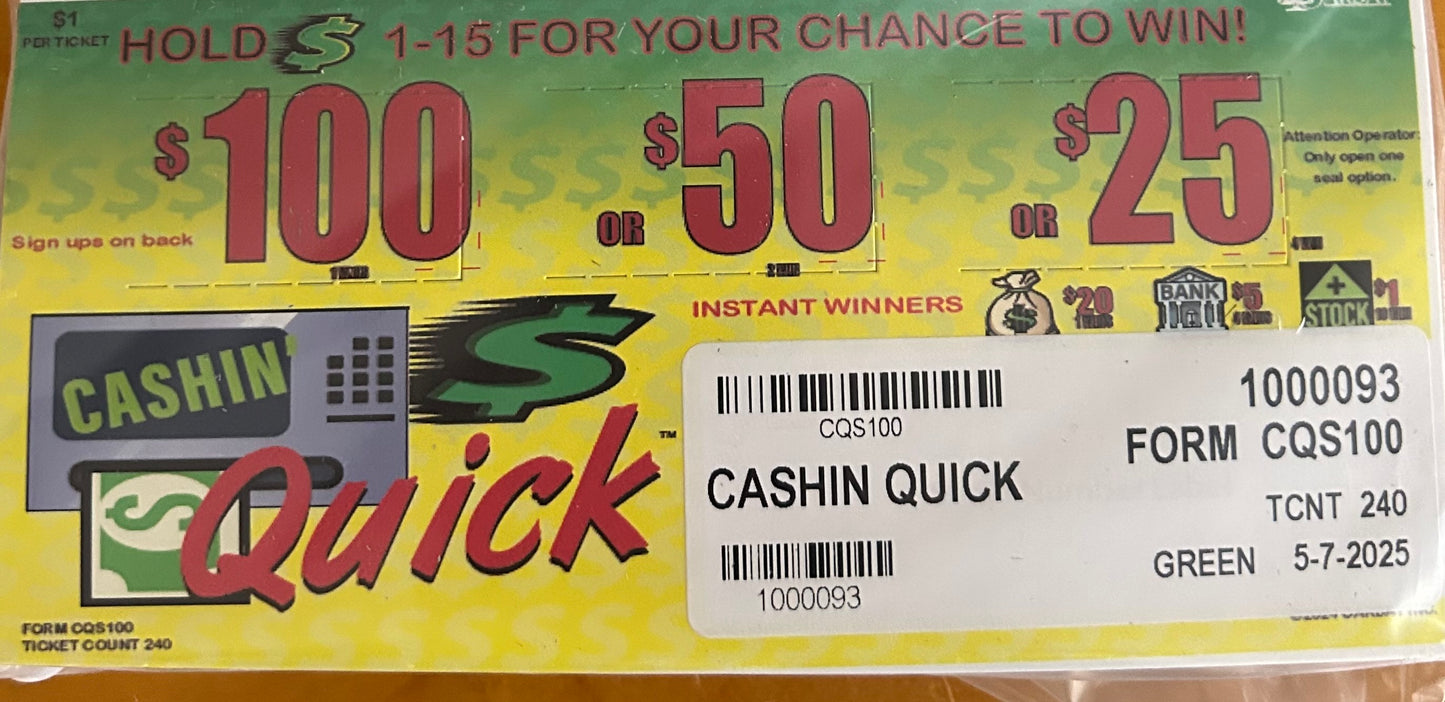 $1
PER TICKET
HOLD $ 1-15 FOR YOUR CHANCE TO WIN!
$100
OR $50
OR $25
Attention Operator:
Only open one
seal option.
Sign ups on back
INSTANT WINNERS
$20
BANK $5
STOCK $1
CASHIN'
$
Quick™
CQS100
1000093
FORM CQS100
CASHIN QUICK
TCNT 240
GREEN 5-7-2025
1000093
FORM CQS100
TICKET COUNT 240